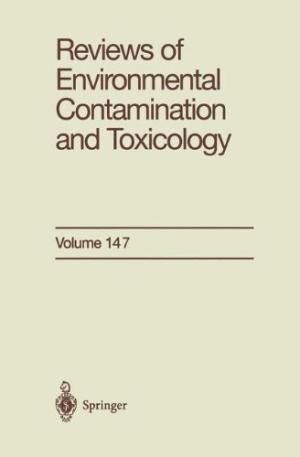 Reviews of
Environmental
Contamination
and Toxicology
Volume 147
Springer